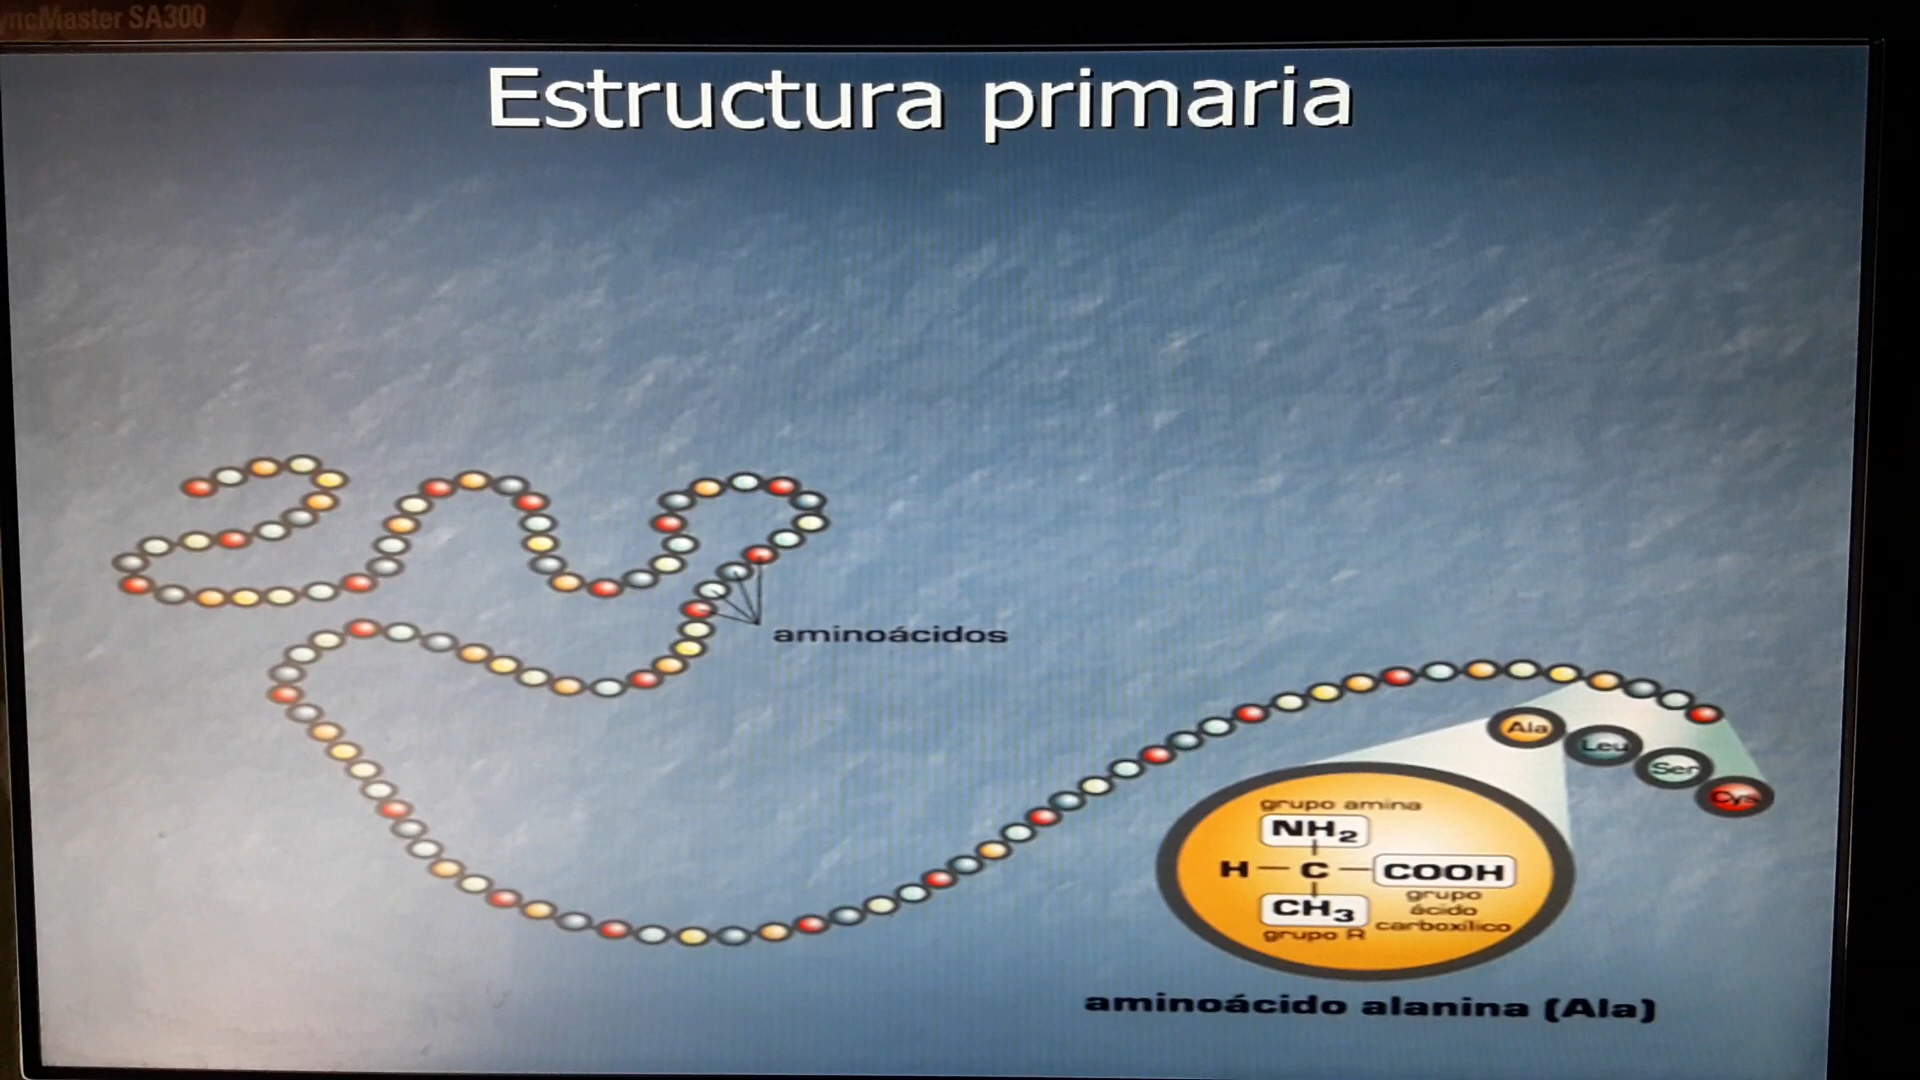 yncMaster SA300
Estructura primaria
aminoácidos
Ala
Leu
Ser
Cys
grupo amina
NH2
H — C — COOH
CH3
grupo
ácido
carboxílico
grupo R
aminoácido alanina (Ala)